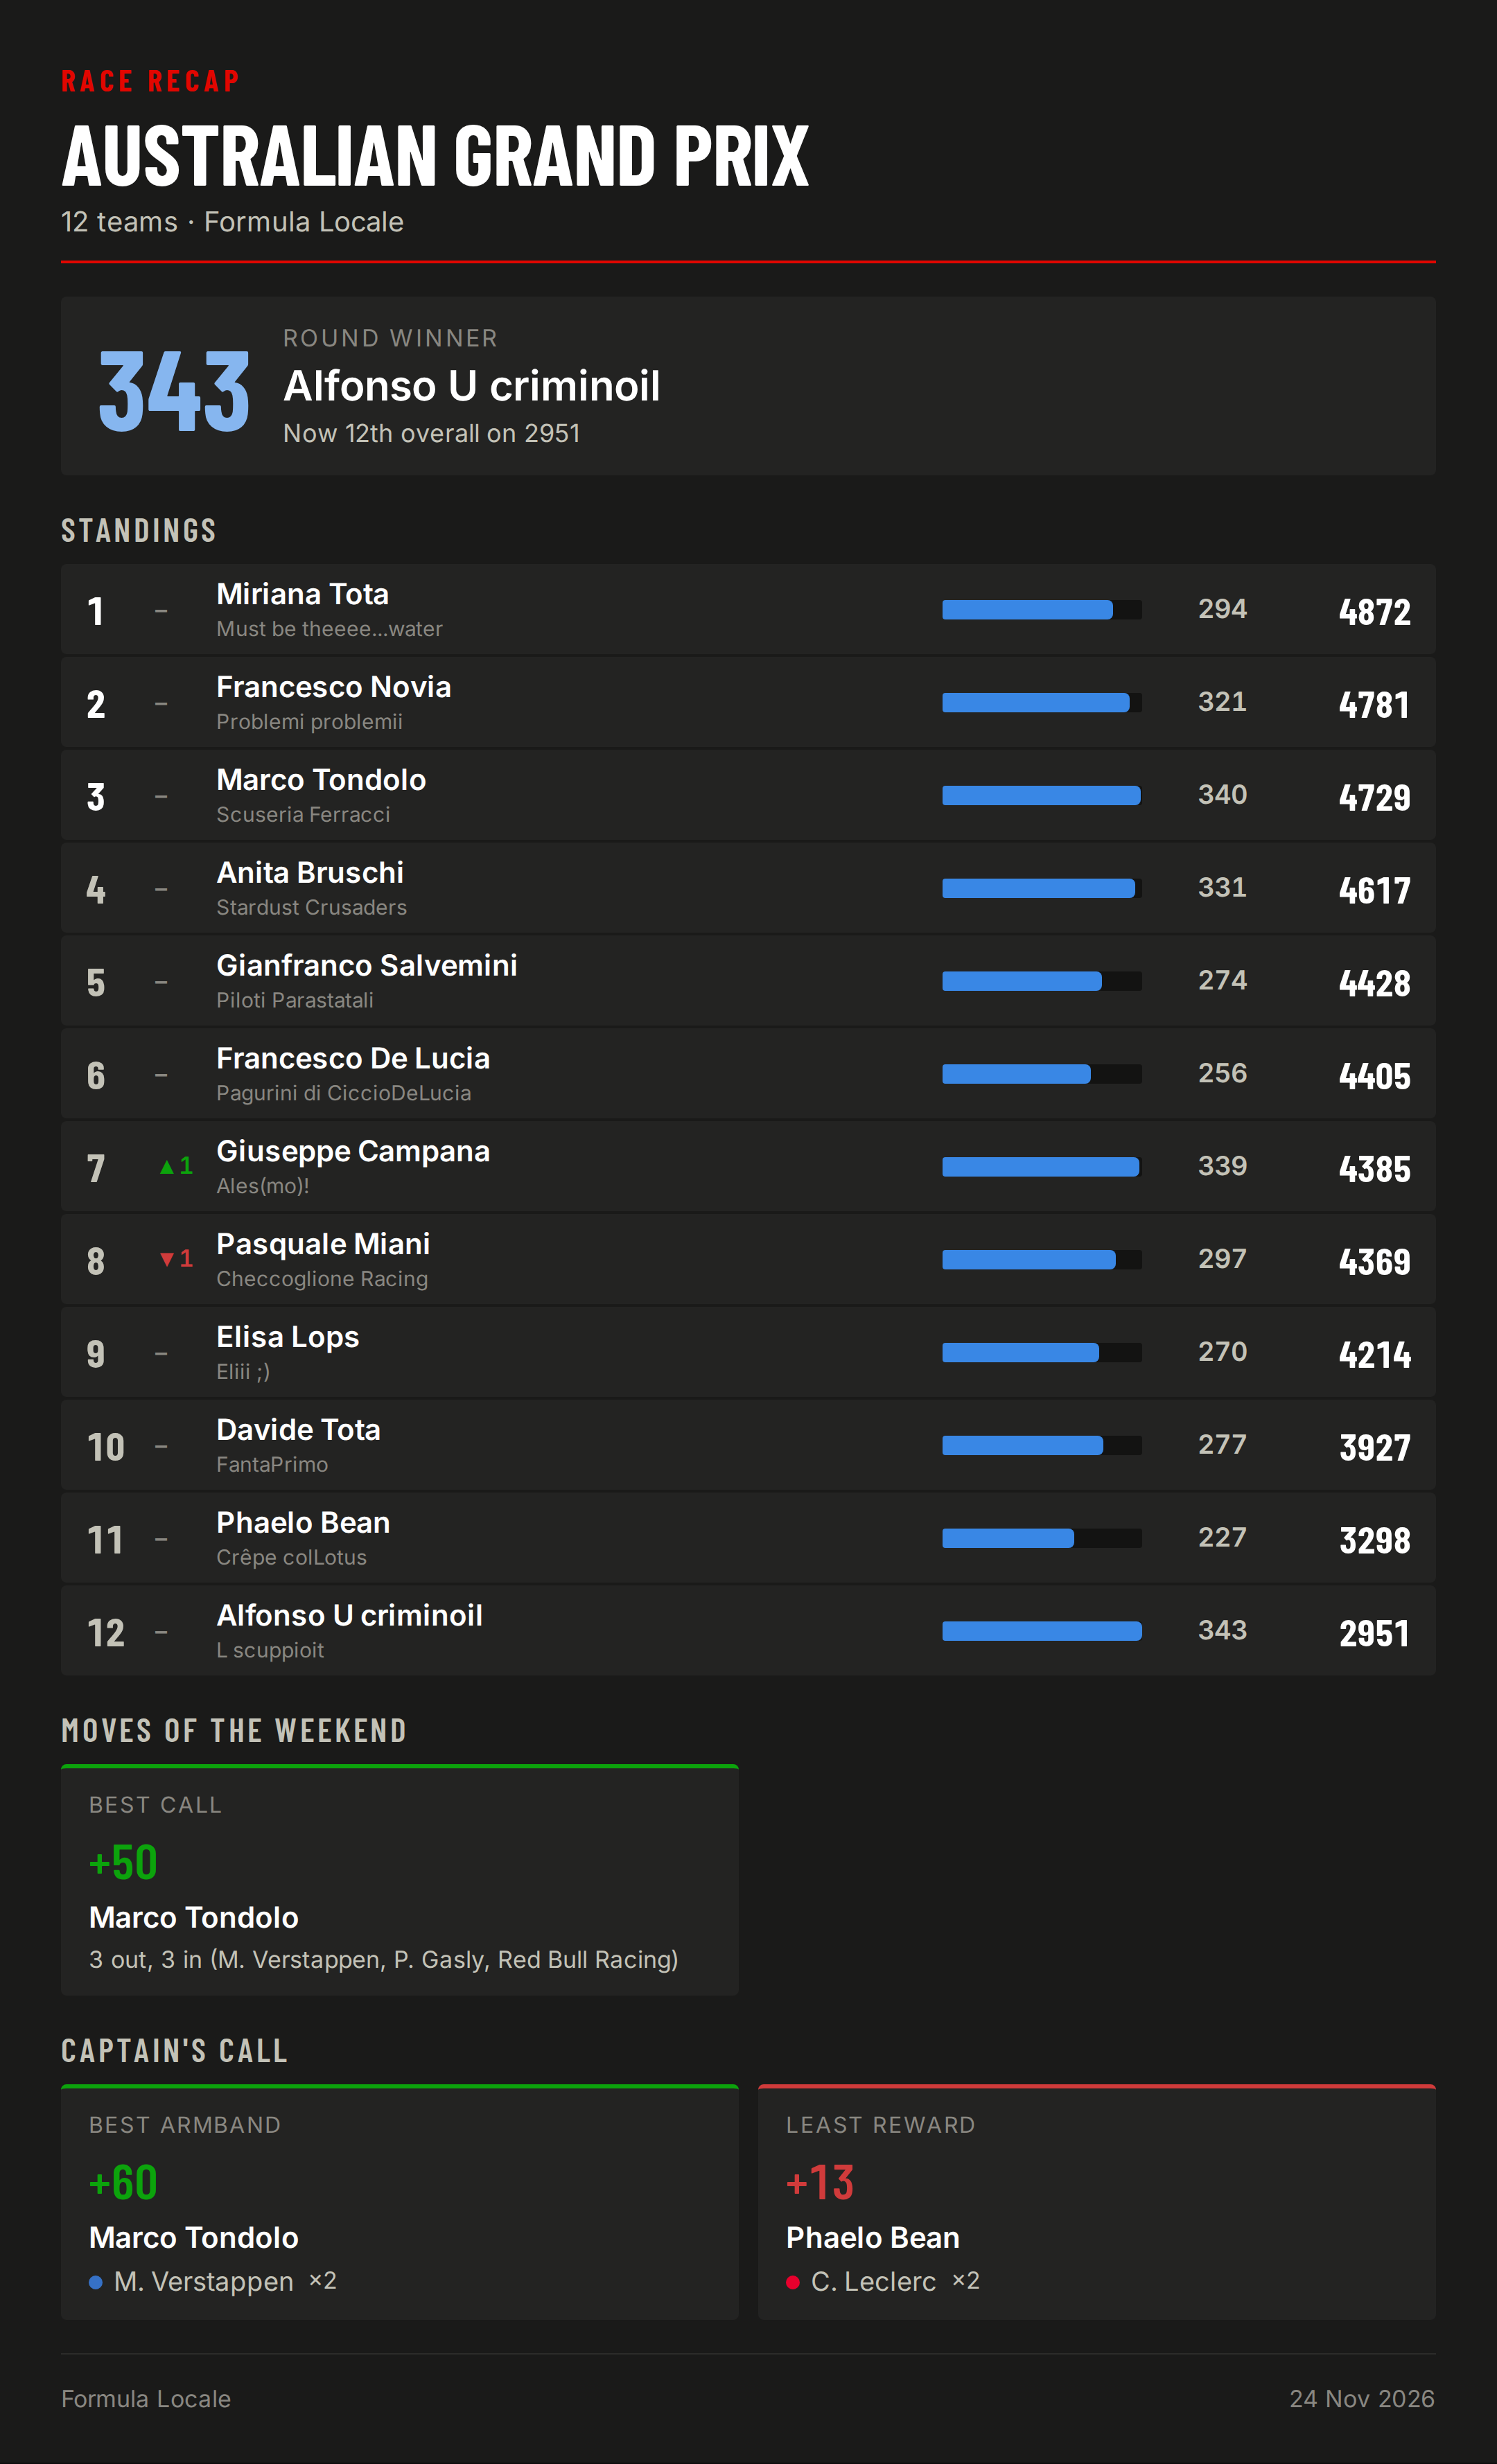 RACE RECAP
AUSTRALIAN GRAND PRIX
12 teams · Formula Locale
343
ROUND WINNER
Alfonso U criminoil
Now 12th overall on 2951
STANDINGS
1 – Miriana Tota 294 4872
Must be theeee...water
2 – Francesco Novia 321 4781
Problemi problemii
3 – Marco Tondolo 340 4729
Scuseria Ferracci
4 – Anita Bruschi 331 4617
Stardust Crusaders
5 – Gianfranco Salvemini 274 4428
Piloti Parastatali
6 – Francesco De Lucia 256 4405
Pagurini di CiccioDeLucia
7 ▲1 Giuseppe Campana 339 4385
Ales(mo)!
8 ▼1 Pasquale Miani 297 4369
Checcoglione Racing
9 – Elisa Lops 270 4214
Eliii ;)
10 – Davide Tota 277 3927
FantaPrimo
11 – Phaelo Bean 227 3298
Crêpe colLotus
12 – Alfonso U criminoil 343 2951
L scuppioit
MOVES OF THE WEEKEND
BEST CALL
+50
Marco Tondolo
3 out, 3 in (M. Verstappen, P. Gasly, Red Bull Racing)
CAPTAIN'S CALL
BEST ARMBAND
+60
Marco Tondolo
M. Verstappen ×2
LEAST REWARD
+13
Phaelo Bean
C. Leclerc ×2
Formula Locale
24 Nov 2026